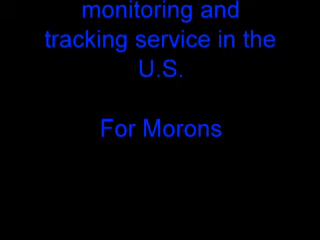 monitoring and
tracking service in the
U.S.
For Morons